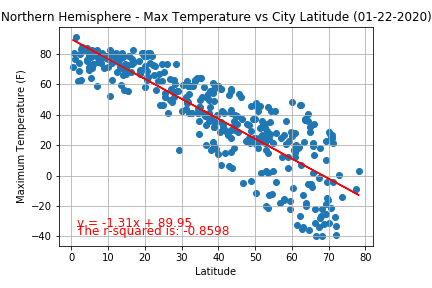 Northern Hemisphere - Max Temperature vs City Latitude (01-22-2020)
Maximum Temperature (F)
80
60
40
20
0
−20
−40
y = -1.31x + 89.95
The r-squared is: -0.8598
0 10 20 30 40 50 60 70 80
Latitude